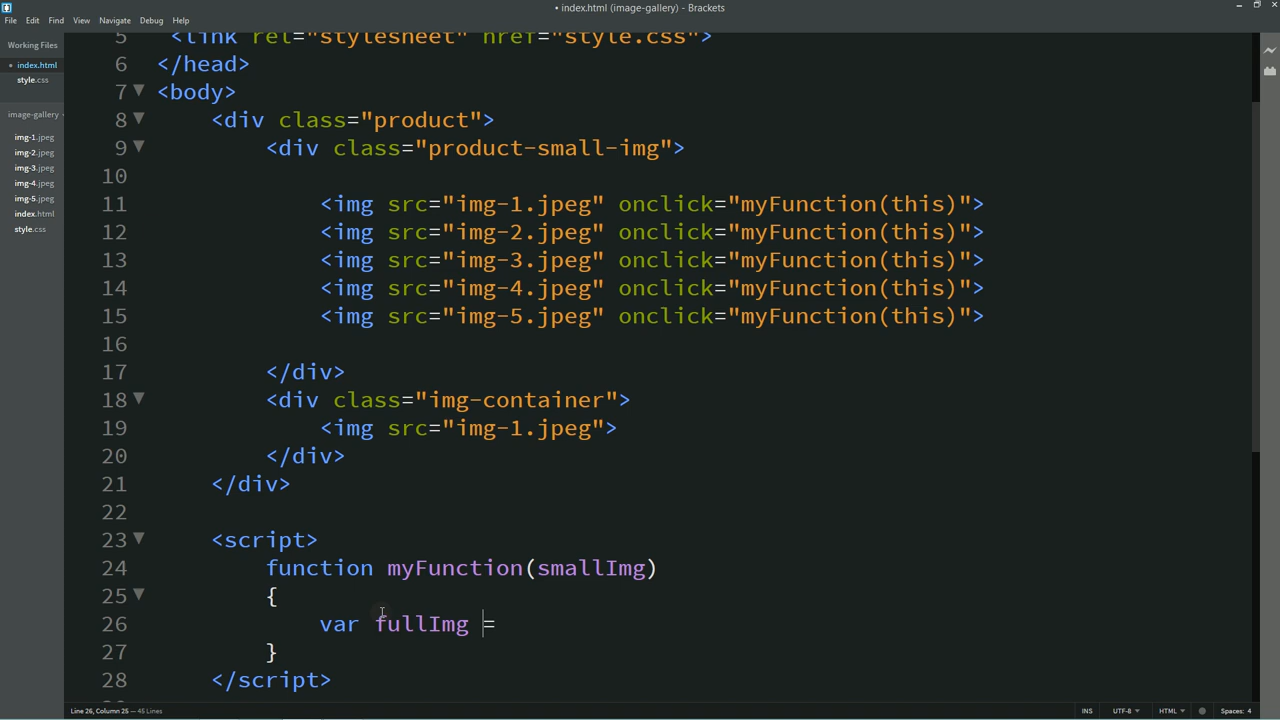 • index.html (image-gallery) - Brackets
File Edit Find View Navigate Debug Help
Working Files
• index.html
style.css
image-gallery
img-1.jpeg
img-2.jpeg
img-3.jpeg
img-4.jpeg
img-5.jpeg
index.html
style.css
5 <link rel="stylesheet" href="style.css">
6 </head>
7 <body>
8 <div class="product">
9 <div class="product-small-img">
10
11 <img src="img-1.jpeg" onclick="myFunction(this)">
12 <img src="img-2.jpeg" onclick="myFunction(this)">
13 <img src="img-3.jpeg" onclick="myFunction(this)">
14 <img src="img-4.jpeg" onclick="myFunction(this)">
15 <img src="img-5.jpeg" onclick="myFunction(this)">
16
17 </div>
18 <div class="img-container">
19 <img src="img-1.jpeg">
20 </div>
21 </div>
22
23 <script>
24 function myFunction(smallImg)
25 {
26 var fullImg =
27 }
28 </script>
Line 26, Column 25 — 45 Lines
INS UTF-8 HTML Spaces: 4